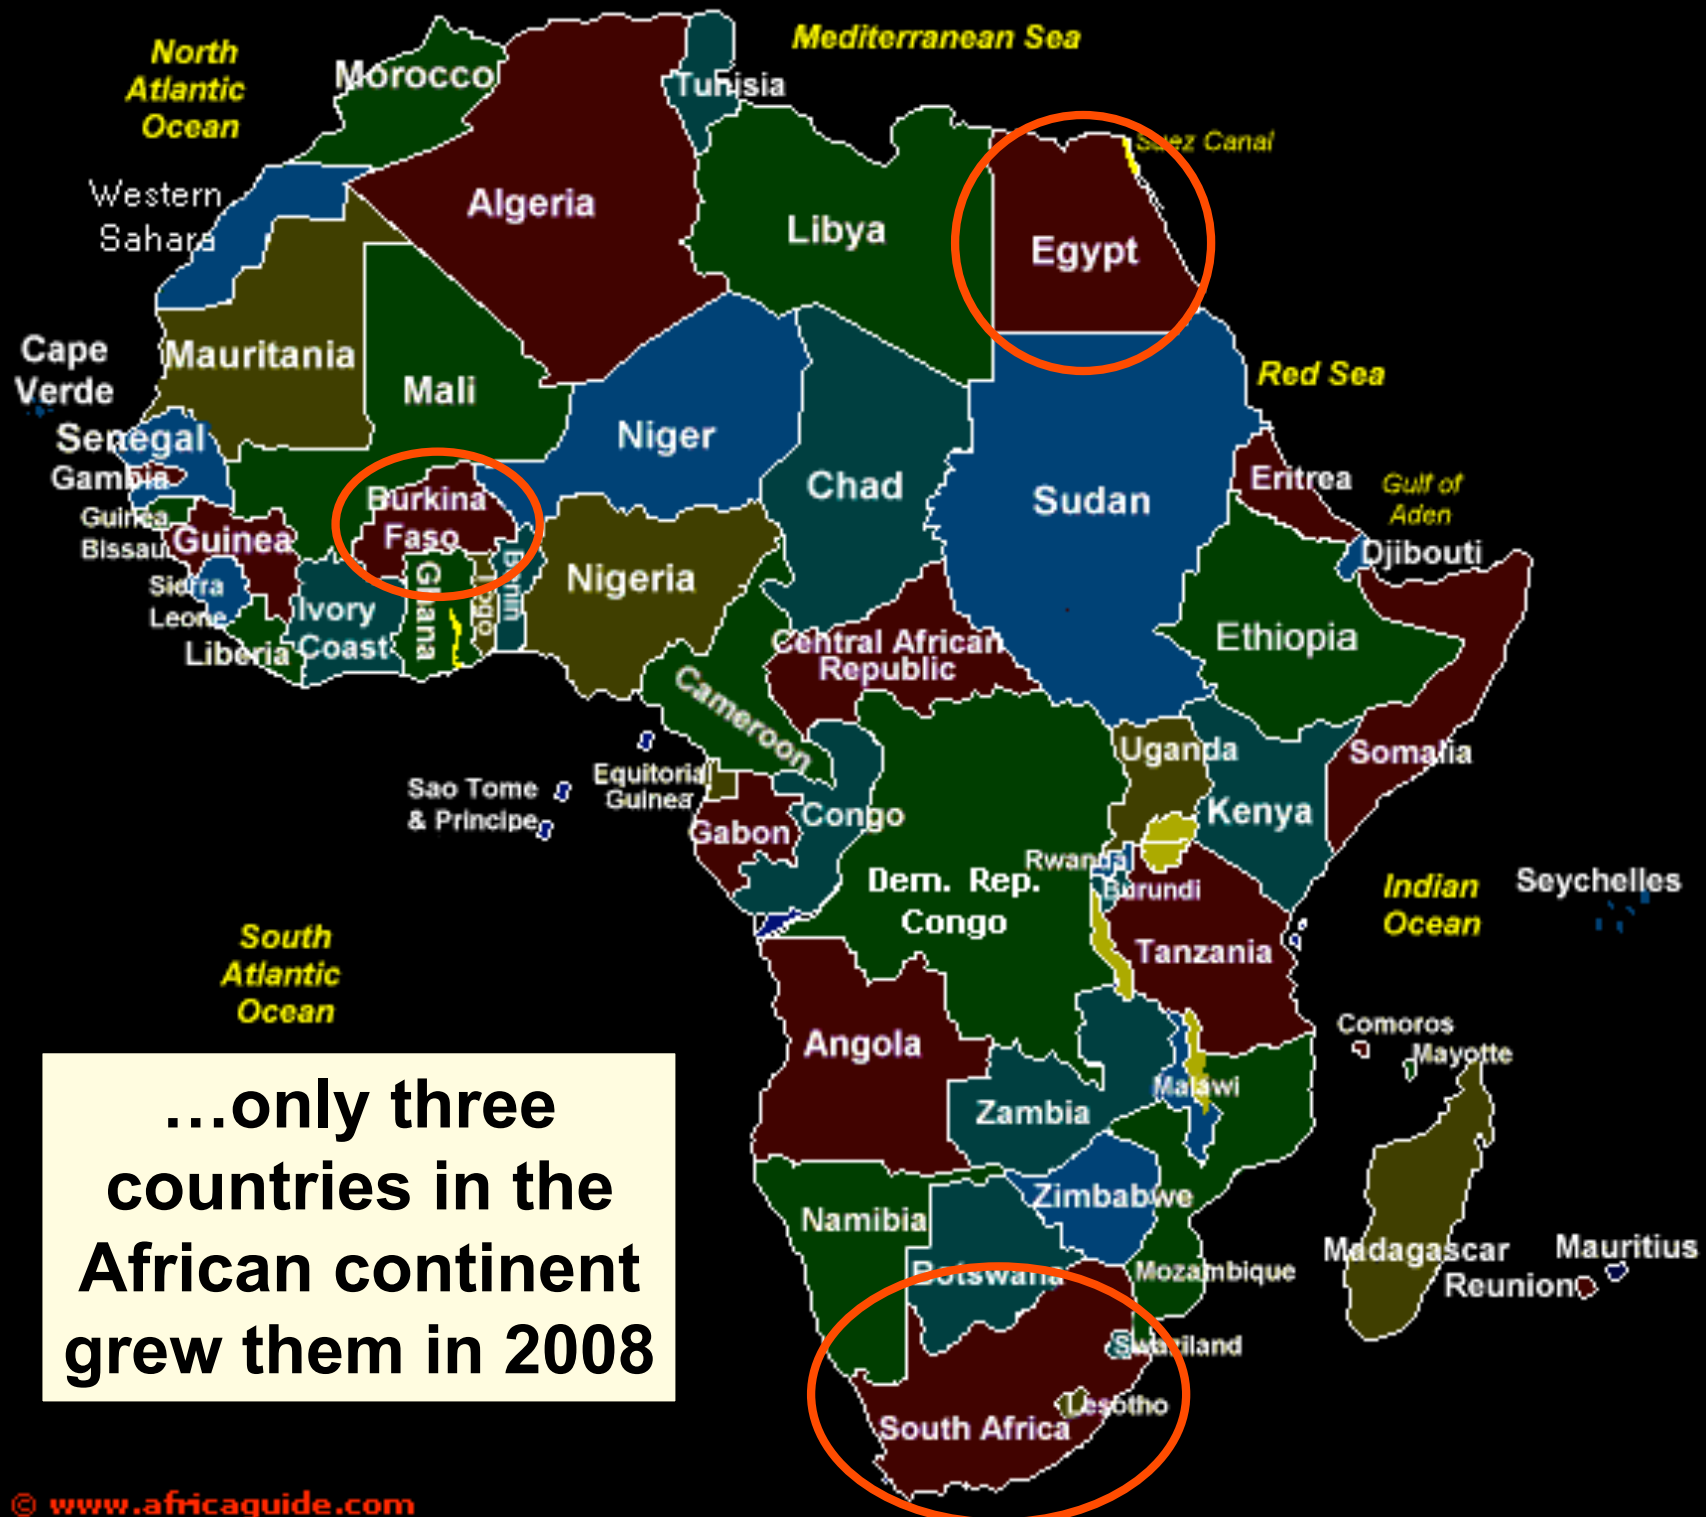 Mediterranean Sea
North
Atlantic
Ocean
Morocco
Tunisia
Suez Canal
Western
Sahara
Algeria
Libya
Egypt
Cape
Verde
Mauritania
Mali
Red Sea
Senegal
Niger
Chad
Sudan
Eritrea
Gulf of
Aden
Gambia
Burkina
Faso
Guinea
Bissau
Guinea
Djibouti
Sierra
Leone
Ivory
Coast
Ghana
Togo
Benin
Nigeria
Liberia
Central African
Republic
Ethiopia
Cameroon
Uganda
Somalia
Sao Tome
& Principe
Equitorial
Guinea
Gabon
Congo
Kenya
Rwanda
Burundi
Dem. Rep.
Congo
Indian
Ocean
Seychelles
South
Atlantic
Ocean
Tanzania
Angola
Comoros
Mayotte
Malawi
Zambia
…only three
countries in the
African continent
grew them in 2008
Zimbabwe
Namibia
Botswana
Mozambique
Madagascar
Mauritius
Reunion
Swaziland
Lesotho
South Africa
© www.africaguide.com